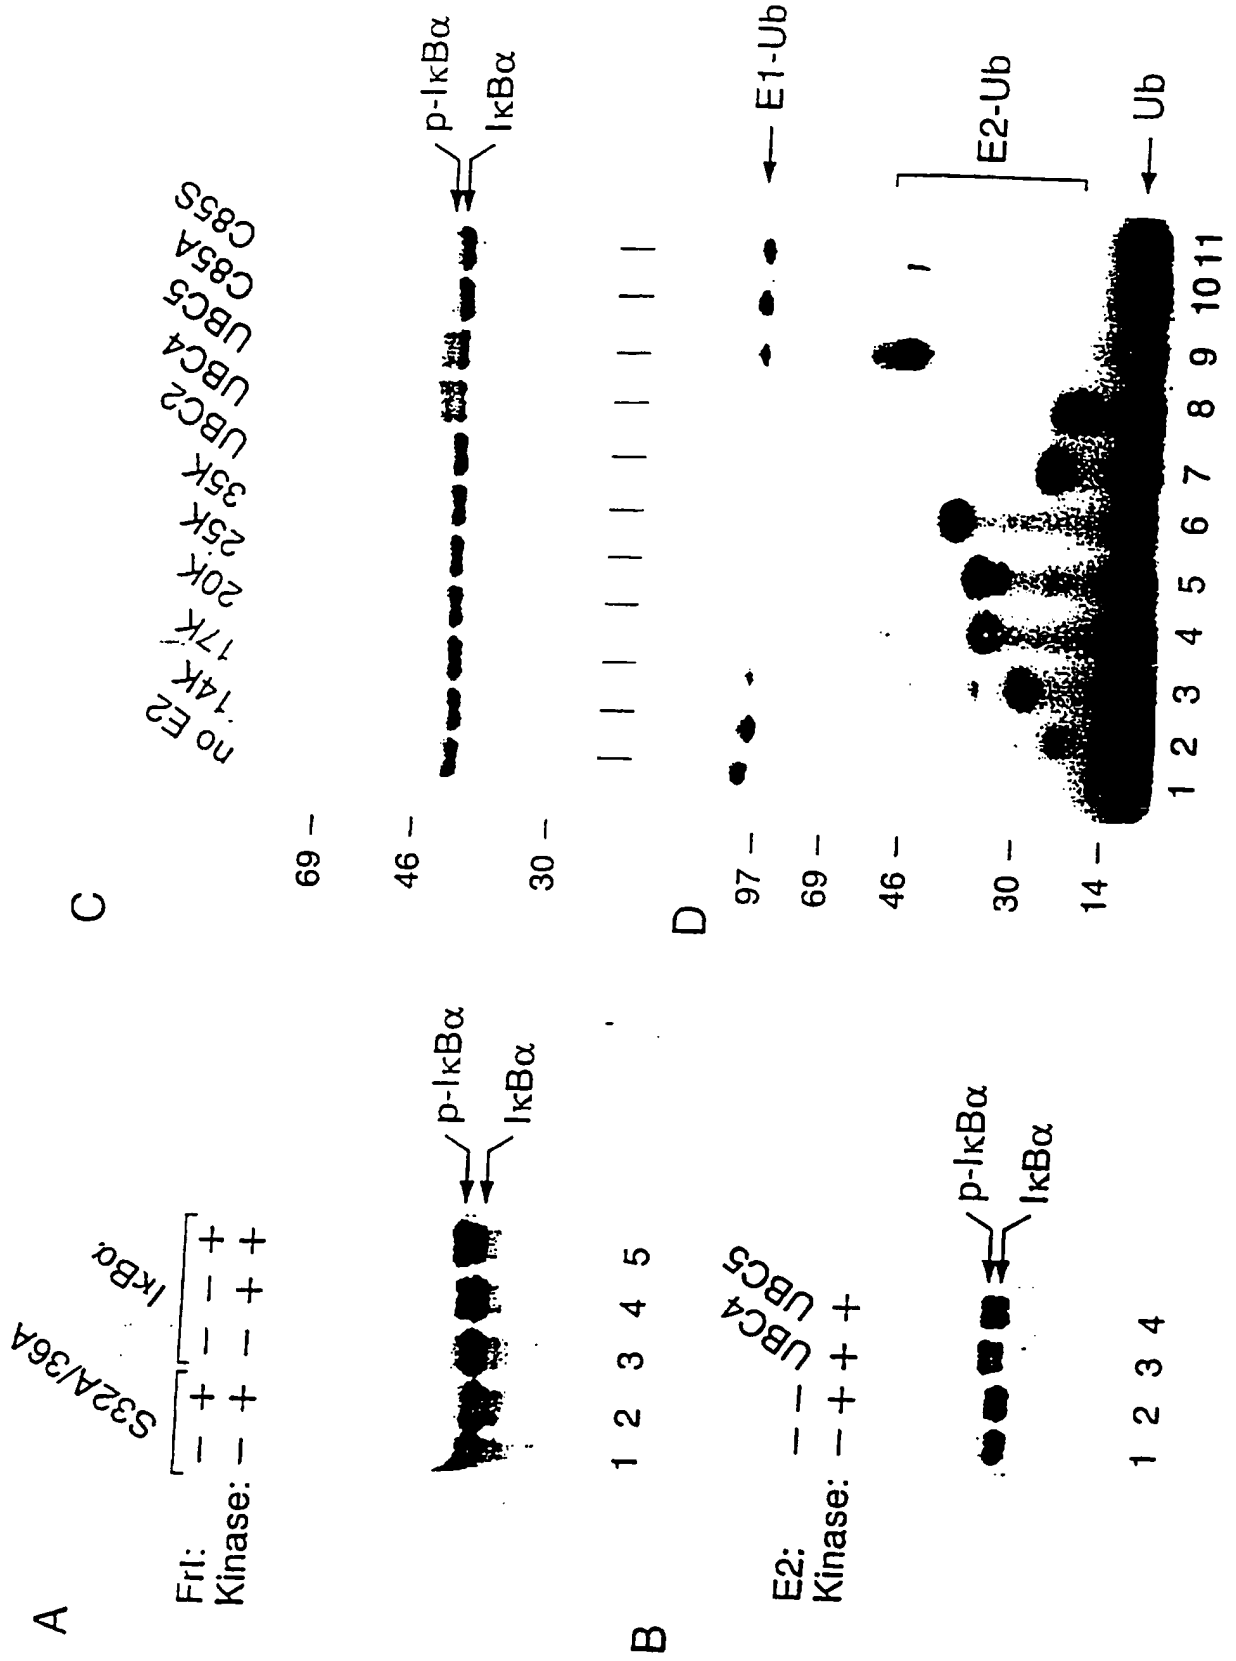 A
S32A/36A IκBα
FrI: − + − − +
Kinase: − + − + +
p-IκBα
IκBα
1 2 3 4 5
B
E2: − − UBC4 UBC5
Kinase: − + + +
p-IκBα
IκBα
1 2 3 4
C
no E2 14K 17K 20K 25K 35K UBC2 UBC4 UBC5 C85A C85S
69 −
46 −
30 −
p-IκBα
IκBα
D
97 −
69 −
46 −
30 −
14 −
E1-Ub
E2-Ub
Ub
1 2 3 4 5 6 7 8 9 10 11